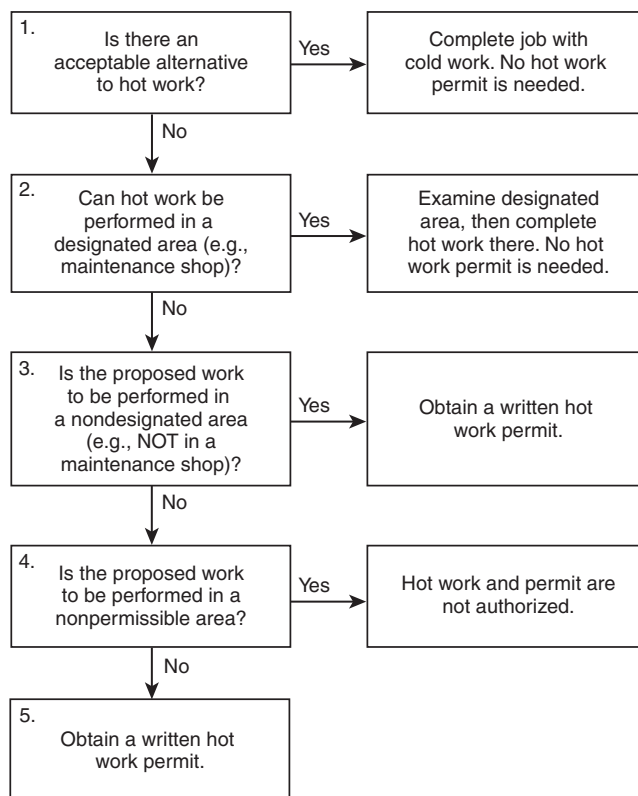 1.
Is there an
acceptable alternative
to hot work?
Yes
Complete job with
cold work. No hot work
permit is needed.
No
2.
Can hot work be
performed in a
designated area (e.g.,
maintenance shop)?
Yes
Examine designated
area, then complete
hot work there. No hot
work permit is needed.
No
3.
Is the proposed work
to be performed in
a nondesignated area
(e.g., NOT in a
maintenance shop)?
Yes
Obtain a written hot
work permit.
No
4.
Is the proposed work
to be performed in a
nonpermissible area?
Yes
Hot work and permit are
not authorized.
No
5.
Obtain a written hot
work permit.